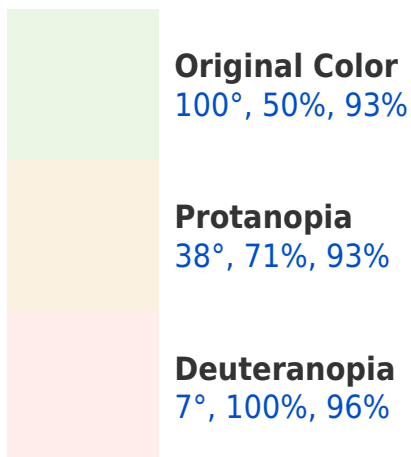 Original Color
100°, 50%, 93%
Protanopia
38°, 71%, 93%
Deuteranopia
7°, 100%, 96%